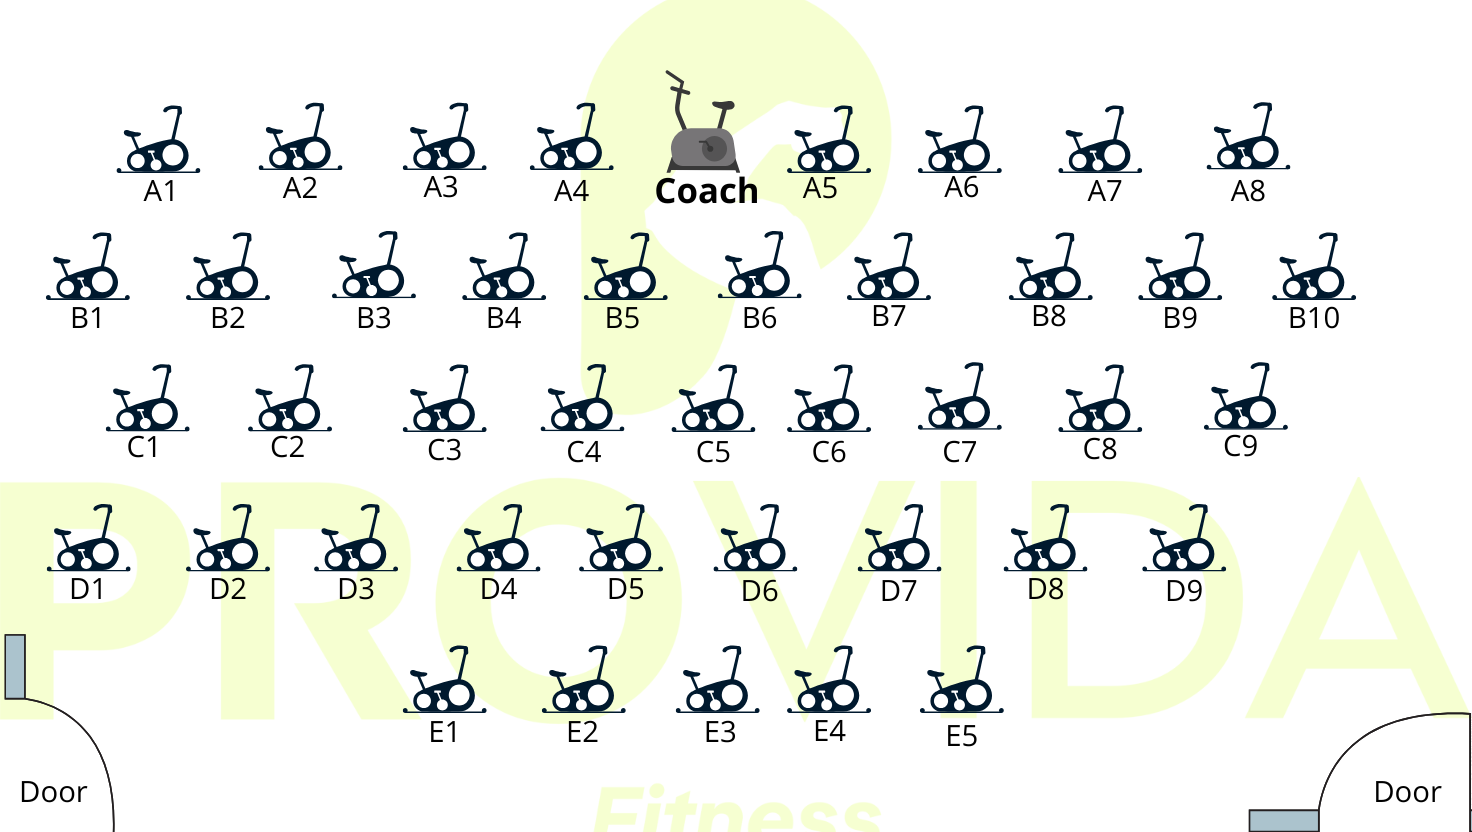 A1 A2 A3 A4 Coach A5 A6 A7 A8
B1 B2 B3 B4 B5 B6 B7 B8 B9 B10
C1 C2 C3 C4 C5 C6 C7 C8 C9
PROVIDA
D1 D2 D3 D4 D5 D6 D7 D8 D9
E1 E2 E3 E4 E5
Door Door
Fitness